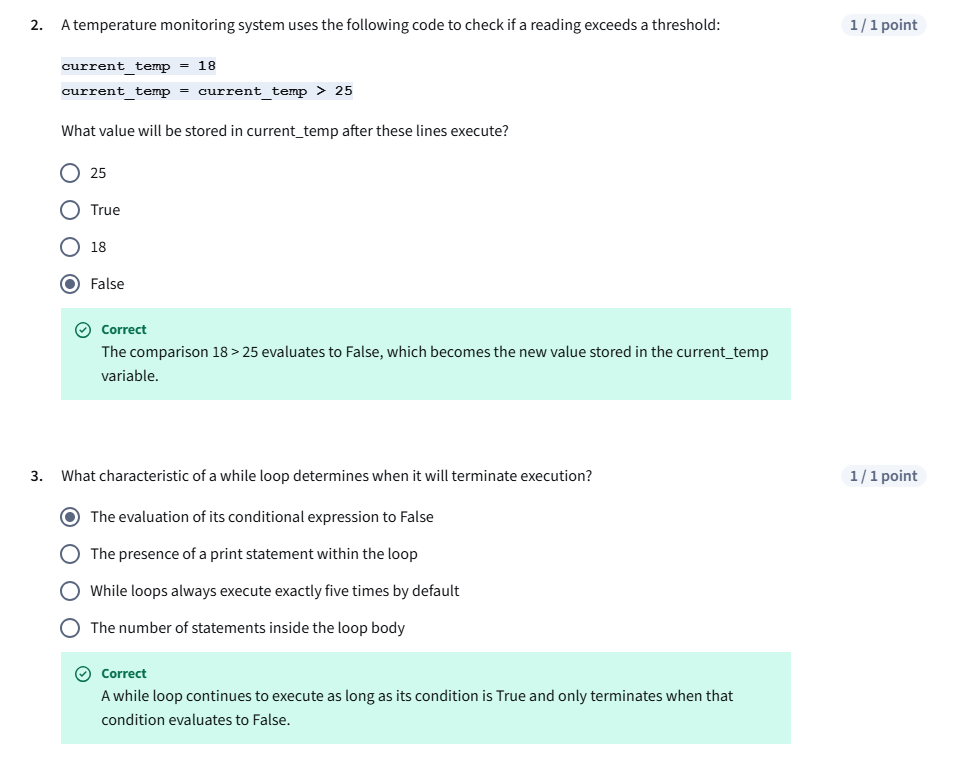 2. A temperature monitoring system uses the following code to check if a reading exceeds a threshold: 1 / 1 point
current_temp = 18
current_temp = current_temp > 25
What value will be stored in current_temp after these lines execute?
25
True
18
False
Correct
The comparison 18 > 25 evaluates to False, which becomes the new value stored in the current_temp
variable.
3. What characteristic of a while loop determines when it will terminate execution? 1 / 1 point
The evaluation of its conditional expression to False
The presence of a print statement within the loop
While loops always execute exactly five times by default
The number of statements inside the loop body
Correct
A while loop continues to execute as long as its condition is True and only terminates when that
condition evaluates to False.